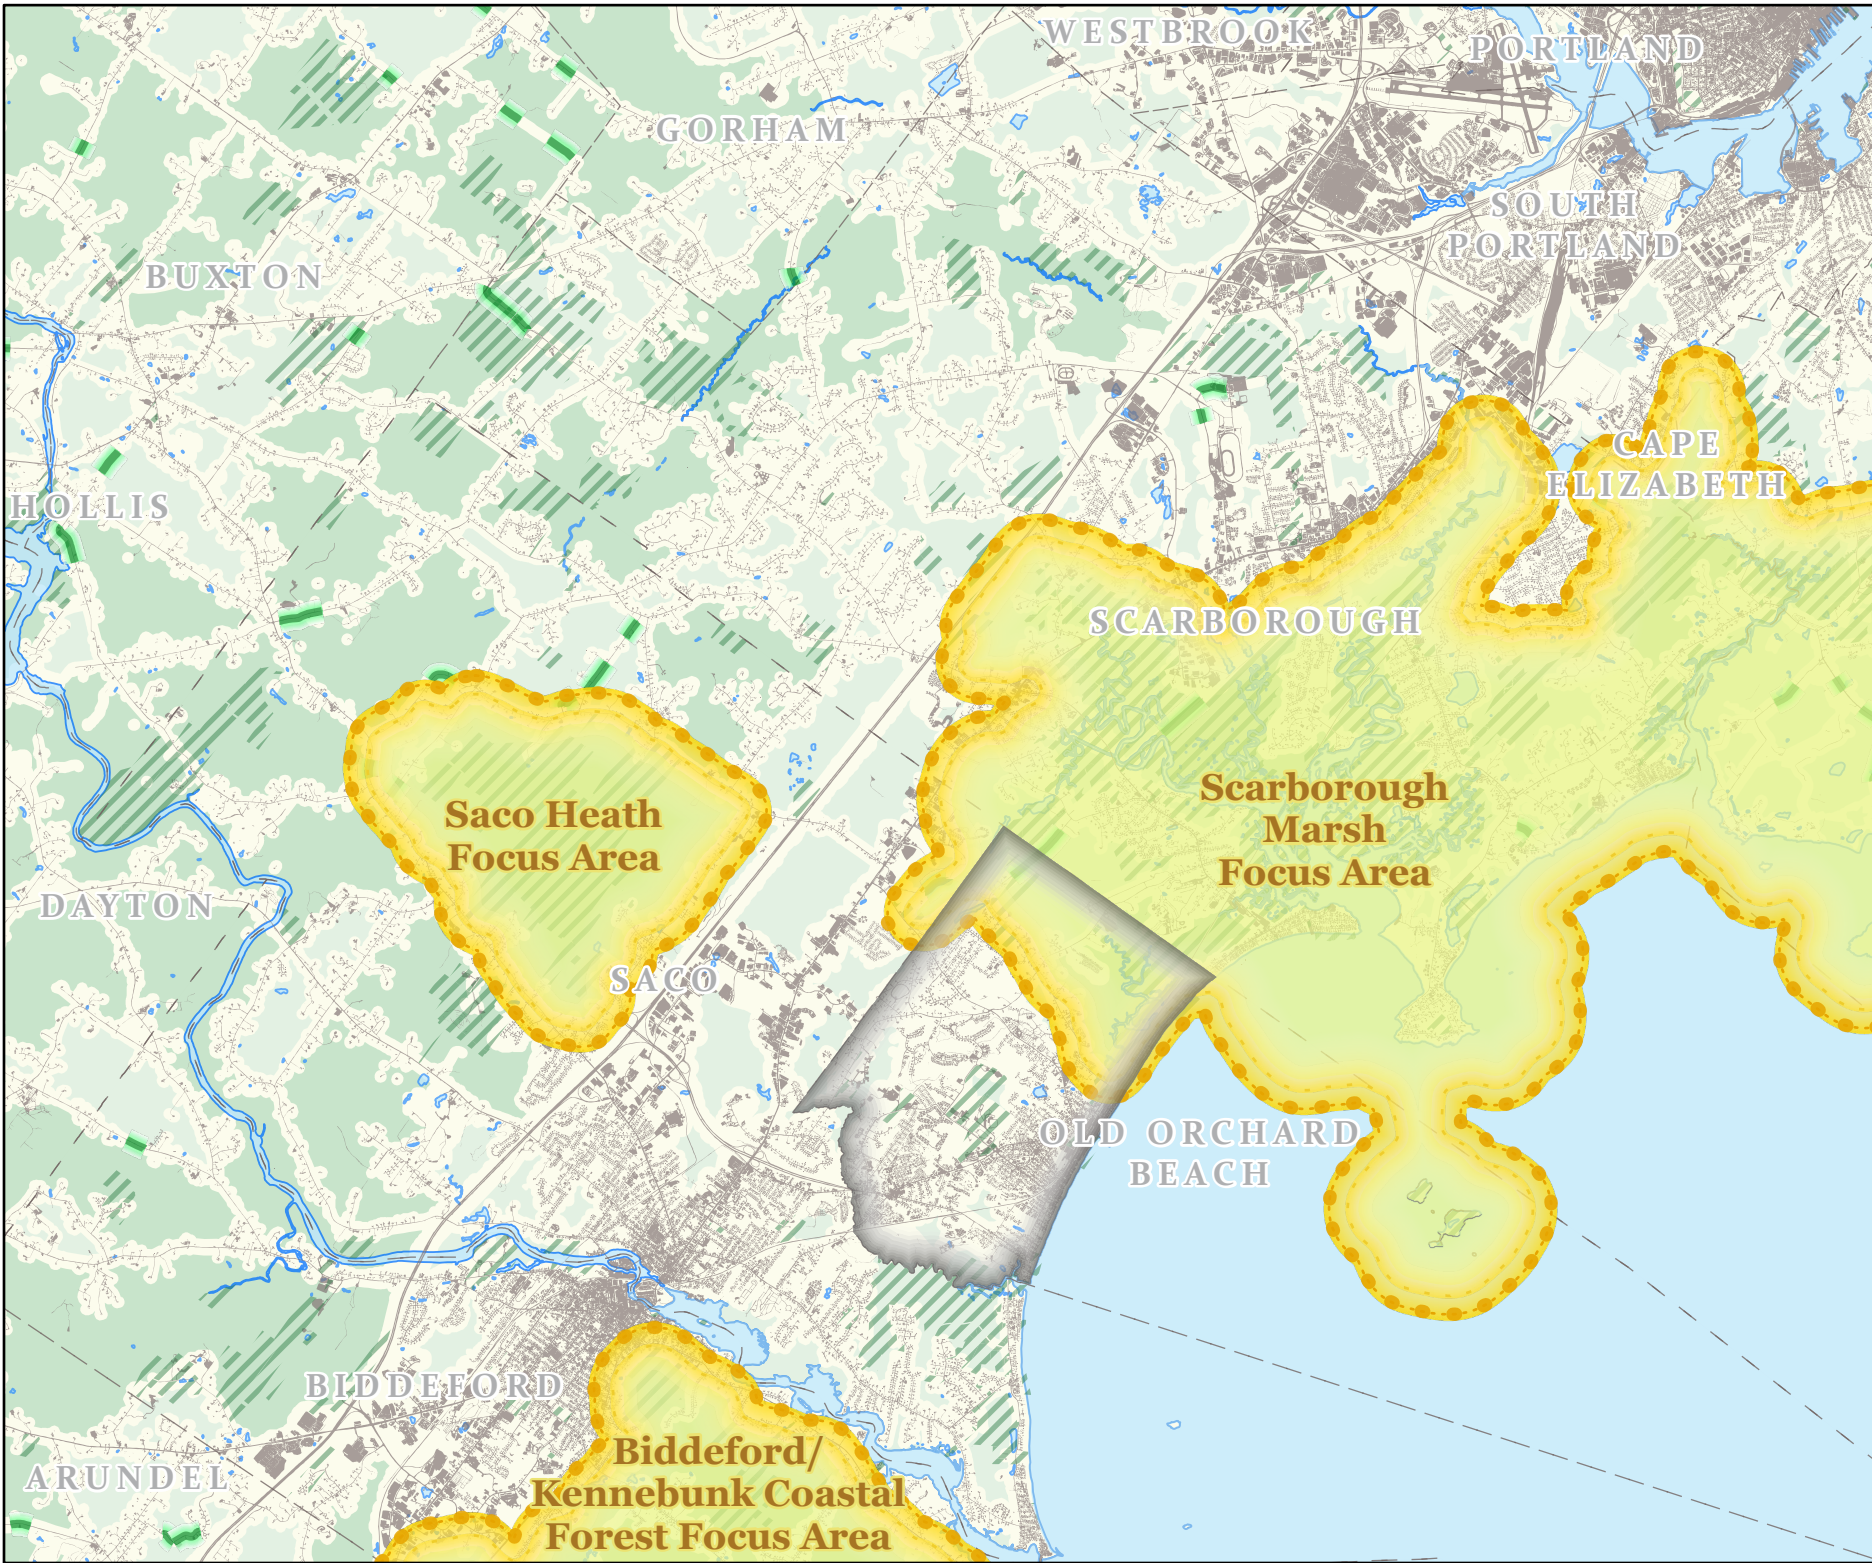 WESTBROOK
PORTLAND
GORHAM
SOUTH
PORTLAND
BUXTON
CAPE
ELIZABETH
HOLLIS
SCARBOROUGH
Saco Heath
Focus Area
Scarborough
Marsh
Focus Area
DAYTON
SACO
OLD ORCHARD
BEACH
BIDDEFORD
Biddeford/
Kennebunk Coastal
Forest Focus Area
ARUNDEL